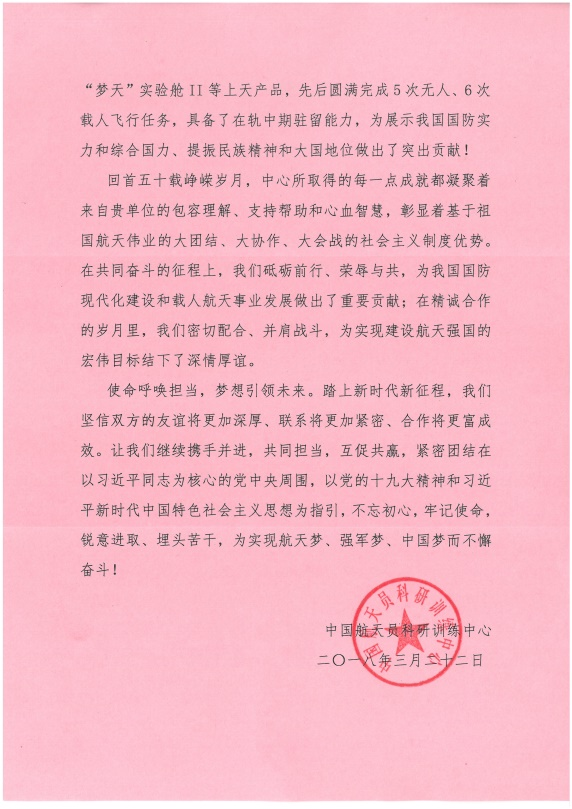 “梦天”实验舱II等上天产品，先后圆满完成5次无人、6次
载人飞行任务，具备了在轨中期驻留能力，为展示我国国防实
力和综合国力、提振民族精神和大国地位做出了突出贡献！
回首五十载峥嵘岁月，中心所取得的每一点成就都凝聚着
来自贵单位的包容理解、支持帮助和心血智慧，彰显着基于祖
国航天伟业的大团结、大协作、大会战的社会主义制度优势。
在共同奋斗的征程上，我们砥砺前行、荣辱与共，为我国国防
现代化建设和载人航天事业发展做出了重要贡献；在精诚合作
的岁月里，我们密切配合、并肩战斗，为实现建设航天强国的
宏伟目标结下了深情厚谊。
使命呼唤担当，梦想引领未来。踏上新时代新征程，我们
坚信双方的友谊将更加深厚、联系将更加紧密、合作将更富成
效。让我们继续携手并进，共同担当，互促共赢，紧密团结在
以习近平同志为核心的党中央周围，以党的十九大精神和习近
平新时代中国特色社会主义思想为指引，不忘初心，牢记使命，
锐意进取、埋头苦干，为实现航天梦、强军梦、中国梦而不懈
奋斗！
中国航天员科研训练中心
二〇一八年三月二十二日
中国航天员科研训练中心